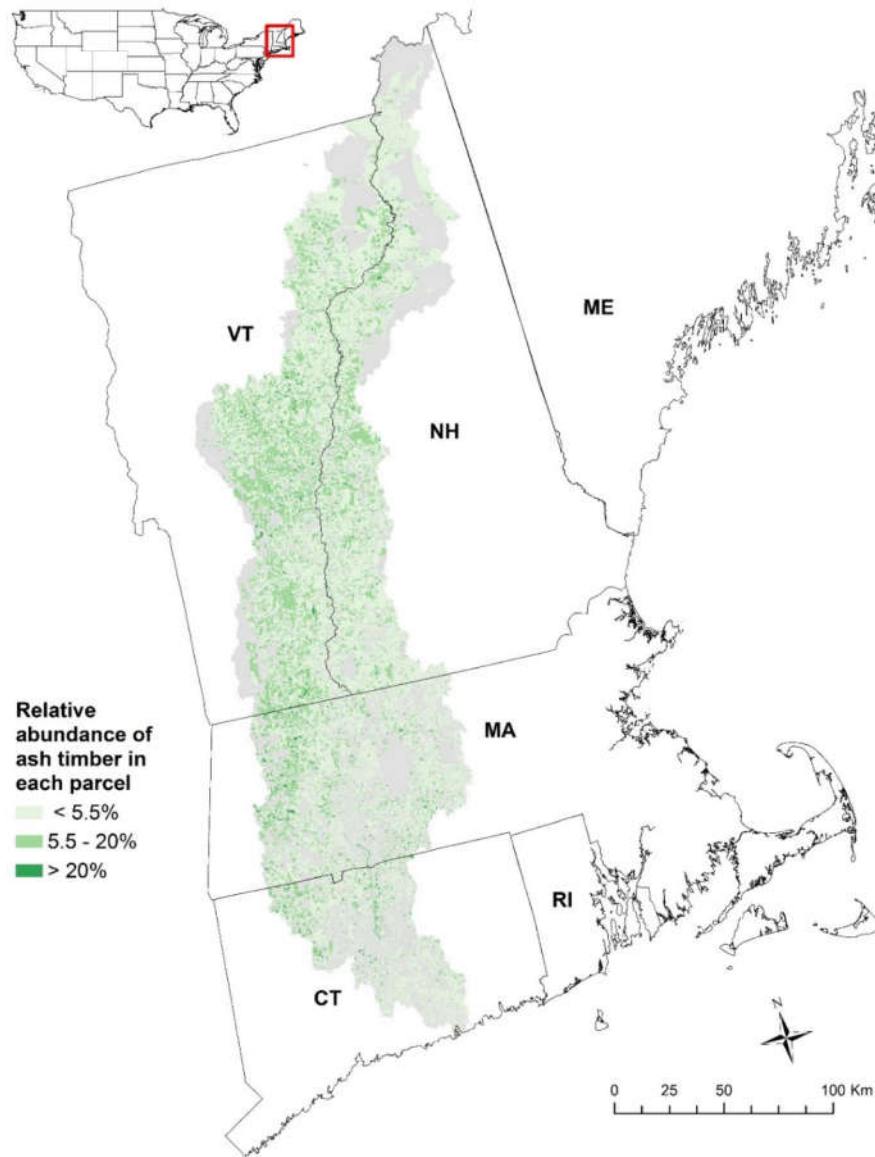 VT
ME
NH
Relative
abundance of
ash timber in
each parcel
< 5.5%
5.5 - 20%
> 20%
MA
RI
CT
N
0 25 50 100 Km